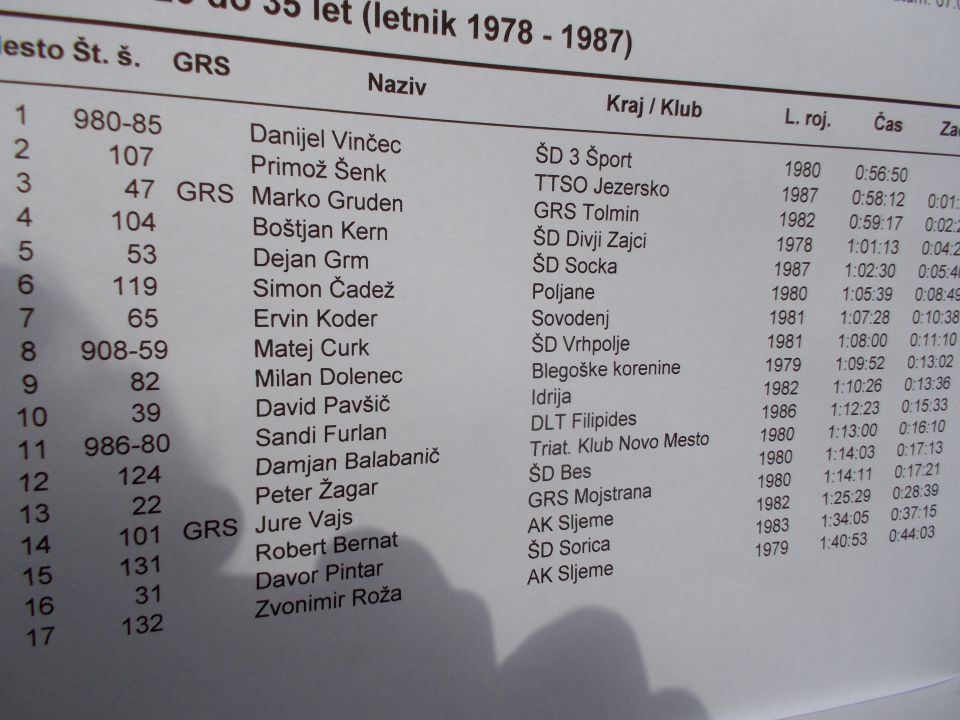 do 35 let (letnik 1978 - 1987)
Št. š. GRS Naziv Kraj / Klub L. roj. Čas
1 980-85 Danijel Vinčec ŠD 3 Šport 1980 0:56:50
2 107 Primož Šenk TTSO Jezersko 1987 0:58:12
3 47 GRS Marko Gruden GRS Tolmin 1982 0:59:17
4 104 Boštjan Kern ŠD Divji Zajci 1978 1:01:13
5 53 Dejan Grm ŠD Socka 1987 1:02:30 0:05:40
6 119 Simon Čadež Poljane 1980 1:05:39 0:08:49
7 65 Ervin Koder Sovodenj 1981 1:07:28 0:10:38
8 908-59 Matej Curk ŠD Vrhpolje 1981 1:08:00 0:11:10
9 82 Milan Dolenec Blegoške korenine 1979 1:09:52 0:13:02
10 39 David Pavšič Idrija 1982 1:10:26 0:13:36
11 986-80 Sandi Furlan DLT Filipides 1986 1:12:23 0:15:33
12 124 Damjan Balabanič Triat. Klub Novo Mesto 1980 1:13:00 0:16:10
13 22 Peter Žagar ŠD Bes 1980 1:14:03 0:17:13
14 101 GRS Jure Vajs GRS Mojstrana 1980 1:14:11 0:17:21
15 131 Robert Bernat AK Sljeme 1982 1:25:29 0:28:39
16 31 Davor Pintar ŠD Sorica 1983 1:34:05 0:37:15
17 132 Zvonimir Roža AK Sljeme 1979 1:40:53 0:44:03